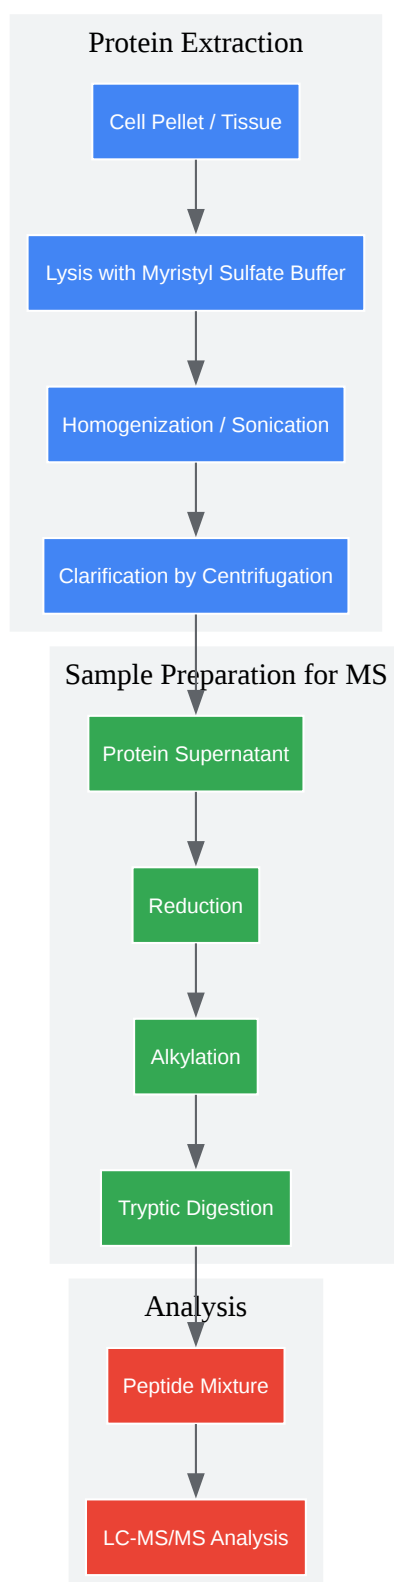 Protein Extraction
Cell Pellet / Tissue
Lysis with Myristyl Sulfate Buffer
Homogenization / Sonication
Clarification by Centrifugation
Sample Preparation for MS
Protein Supernatant
Reduction
Alkylation
Tryptic Digestion
Analysis
Peptide Mixture
LC-MS/MS Analysis